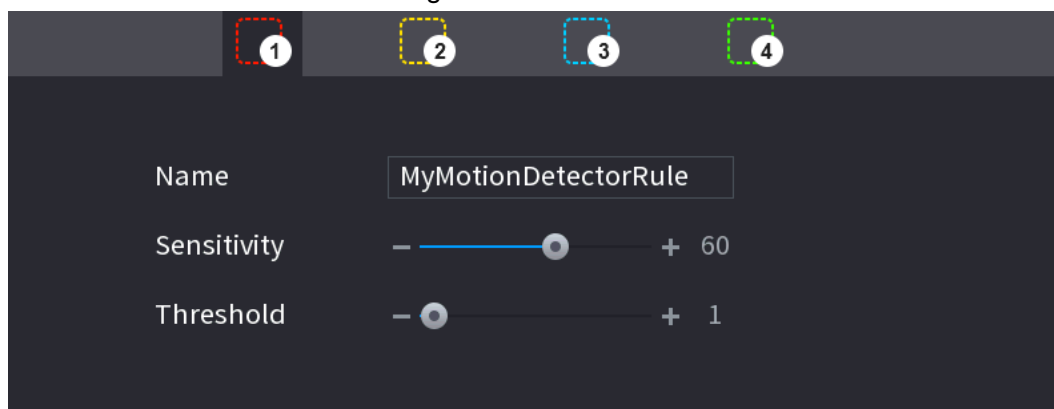 1 2 3 4
Name MyMotionDetectorRule
Sensitivity − + 60
Threshold − + 1